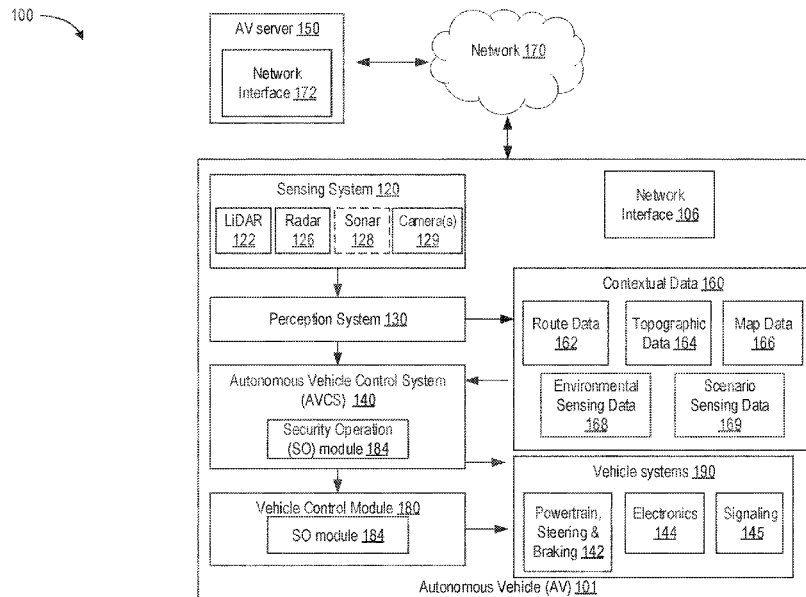 100
AV server 150
Network
Interface
172
Network 170
Sensing System 120
LiDAR
122
Radar
126
Sonar
128
Camera(s)
129
Network
Interface 106
Perception System 130
Contextual Data 160
Route Data
162
Topographic
Data 164
Map Data
166
Environmental
Sensing Data
168
Scenario
Sensing Data
169
Autonomous Vehicle Control System
(AVCS) 140
Security Operation
(SO) module 184
Vehicle Control Module 180
SO module 184
Vehicle systems 190
Powertrain,
Steering &
Braking 142
Electronics
144
Signaling
145
Autonomous Vehicle (AV) 101